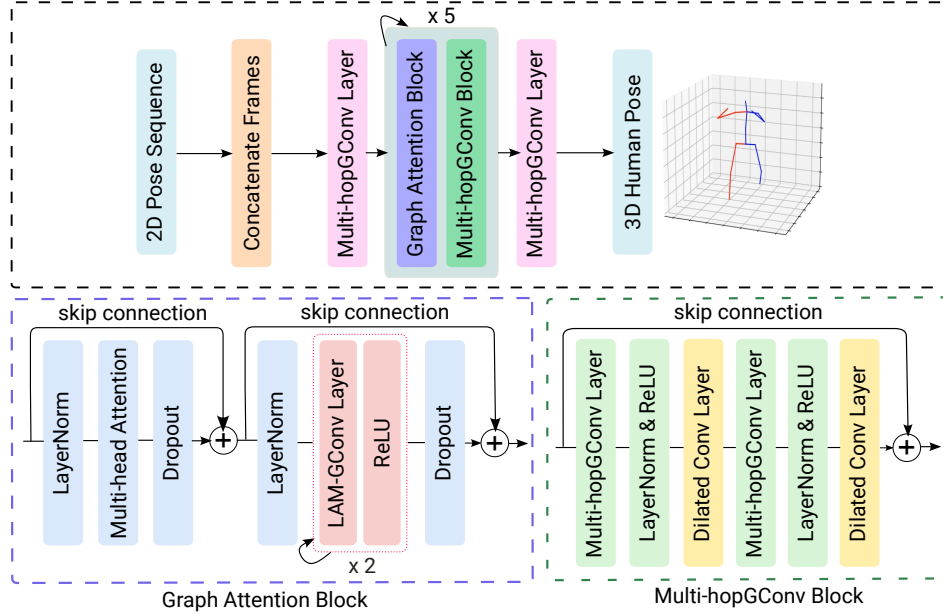 x 5
2D Pose Sequence
Concatenate Frames
Multi-hopGConv Layer
Graph Attention Block
Multi-hopGConv Block
Multi-hopGConv Layer
3D Human Pose
skip connection
skip connection
LayerNorm
Multi-head Attention
Dropout
+
LayerNorm
LAM-GConv Layer
ReLU
Dropout
+
x 2
Graph Attention Block
skip connection
Multi-hopGConv Layer
LayerNorm & ReLU
Dilated Conv Layer
Multi-hopGConv Layer
LayerNorm & ReLU
Dilated Conv Layer
+
Multi-hopGConv Block